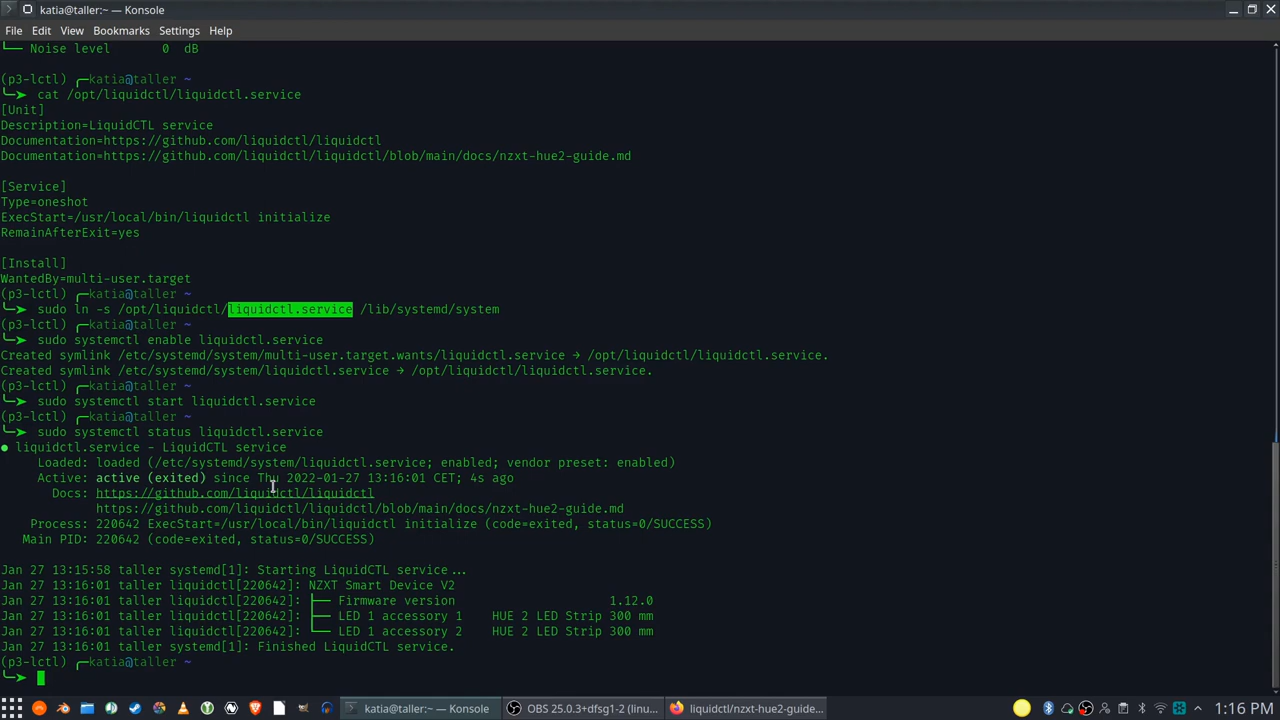 katia@taller:~ — Konsole
File Edit View Bookmarks Settings Help
└── Noise level 0 dB
(p3-lctl) ╭─katia@taller ~
╰─➤ cat /opt/liquidctl/liquidctl.service
[Unit]
Description=LiquidCTL service
Documentation=https://github.com/liquidctl/liquidctl
Documentation=https://github.com/liquidctl/liquidctl/blob/main/docs/nzxt-hue2-guide.md
[Service]
Type=oneshot
ExecStart=/usr/local/bin/liquidctl initialize
RemainAfterExit=yes
[Install]
WantedBy=multi-user.target
(p3-lctl) ╭─katia@taller ~
╰─➤ sudo ln -s /opt/liquidctl/liquidctl.service /lib/systemd/system
(p3-lctl) ╭─katia@taller ~
╰─➤ sudo systemctl enable liquidctl.service
Created symlink /etc/systemd/system/multi-user.target.wants/liquidctl.service → /opt/liquidctl/liquidctl.service.
Created symlink /etc/systemd/system/liquidctl.service → /opt/liquidctl/liquidctl.service.
(p3-lctl) ╭─katia@taller ~
╰─➤ sudo systemctl start liquidctl.service
(p3-lctl) ╭─katia@taller ~
╰─➤ sudo systemctl status liquidctl.service
● liquidctl.service - LiquidCTL service
Loaded: loaded (/etc/systemd/system/liquidctl.service; enabled; vendor preset: enabled)
Active: active (exited) since Thu 2022-01-27 13:16:01 CET; 4s ago
Docs: https://github.com/liquidctl/liquidctl
https://github.com/liquidctl/liquidctl/blob/main/docs/nzxt-hue2-guide.md
Process: 220642 ExecStart=/usr/local/bin/liquidctl initialize (code=exited, status=0/SUCCESS)
Main PID: 220642 (code=exited, status=0/SUCCESS)
Jan 27 13:15:58 taller systemd[1]: Starting LiquidCTL service...
Jan 27 13:16:01 taller liquidctl[220642]: NZXT Smart Device V2
Jan 27 13:16:01 taller liquidctl[220642]: ├── Firmware version 1.12.0
Jan 27 13:16:01 taller liquidctl[220642]: ├── LED 1 accessory 1 HUE 2 LED Strip 300 mm
Jan 27 13:16:01 taller liquidctl[220642]: └── LED 1 accessory 2 HUE 2 LED Strip 300 mm
Jan 27 13:16:01 taller systemd[1]: Finished LiquidCTL service.
(p3-lctl) ╭─katia@taller ~
╰─➤
katia@taller:~ — Konsole OBS 25.0.3+dfsg1-2 (linu... liquidctl/nzxt-hue2-guide... 1:16 PM